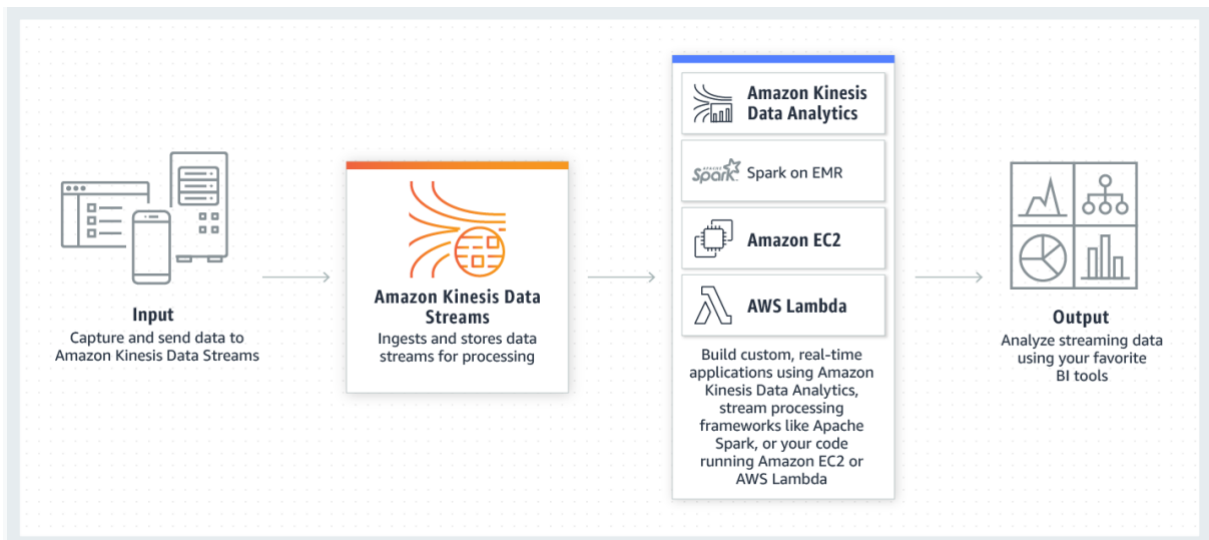 Input
Capture and send data to
Amazon Kinesis Data Streams
Amazon Kinesis Data
Streams
Ingests and stores data
streams for processing
Amazon Kinesis
Data Analytics
APACHE
Spark
Spark on EMR
Amazon EC2
AWS Lambda
Build custom, real-time
applications using Amazon
Kinesis Data Analytics,
stream processing
frameworks like Apache
Spark, or your code
running Amazon EC2 or
AWS Lambda
Output
Analyze streaming data
using your favorite
BI tools